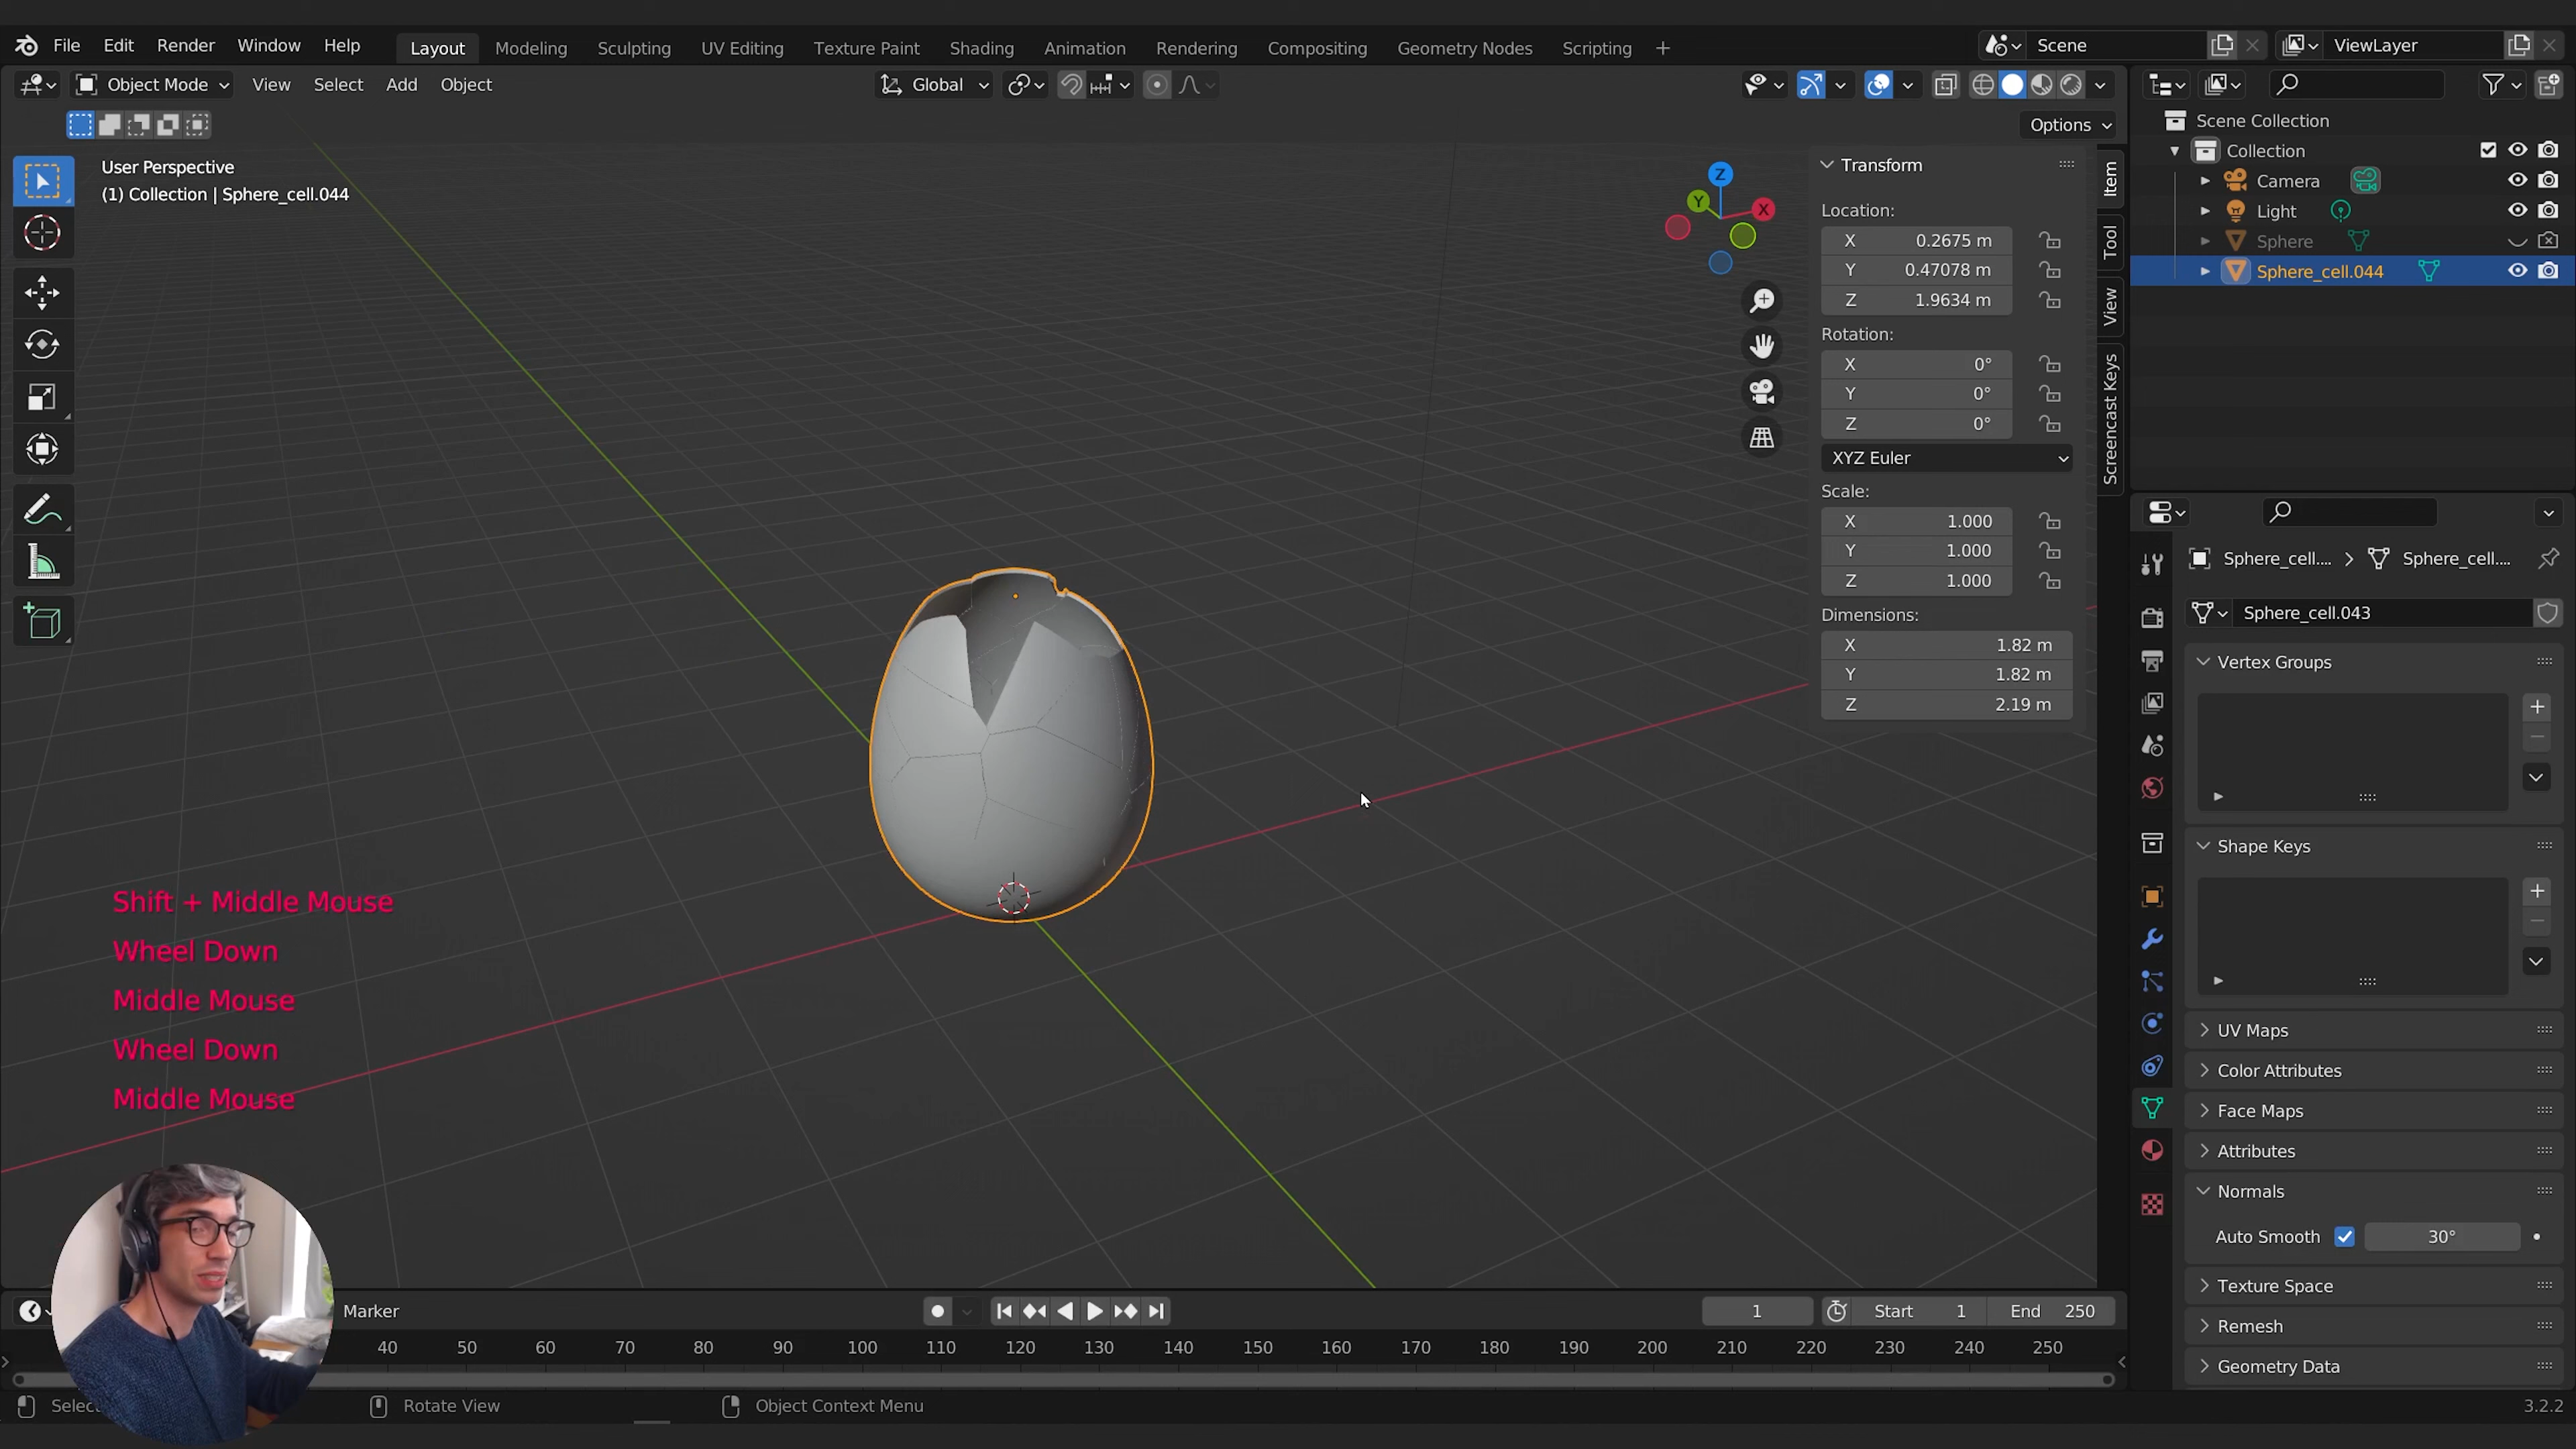 File Edit Render Window Help Layout Modeling Sculpting UV Editing Texture Paint Shading Animation Rendering Compositing Geometry Nodes Scripting + Scene ViewLayer
Object Mode View Select Add Object Global
Options
User Perspective
(1) Collection | Sphere_cell.044
Z
Y
X
Transform
Location:
X 0.2675 m
Y 0.47078 m
Z 1.9634 m
Rotation:
X 0°
Y 0°
Z 0°
XYZ Euler
Scale:
X 1.000
Y 1.000
Z 1.000
Dimensions:
X 1.82 m
Y 1.82 m
Z 2.19 m
Item
Tool
View
Screencast Keys
Scene Collection
Collection
Camera
Light
Sphere
Sphere_cell.044
Sphere_cell.... Sphere_cell....
Sphere_cell.043
Vertex Groups
Shape Keys
UV Maps
Color Attributes
Face Maps
Attributes
Normals
Auto Smooth 30°
Texture Space
Remesh
Geometry Data
Shift + Middle Mouse
Wheel Down
Middle Mouse
Wheel Down
Middle Mouse
Marker 1 Start 1 End 250
40 50 60 70 80 90 100 110 120 130 140 150 160 170 180 190 200 210 220 230 240 250
Rotate View Object Context Menu 3.2.2